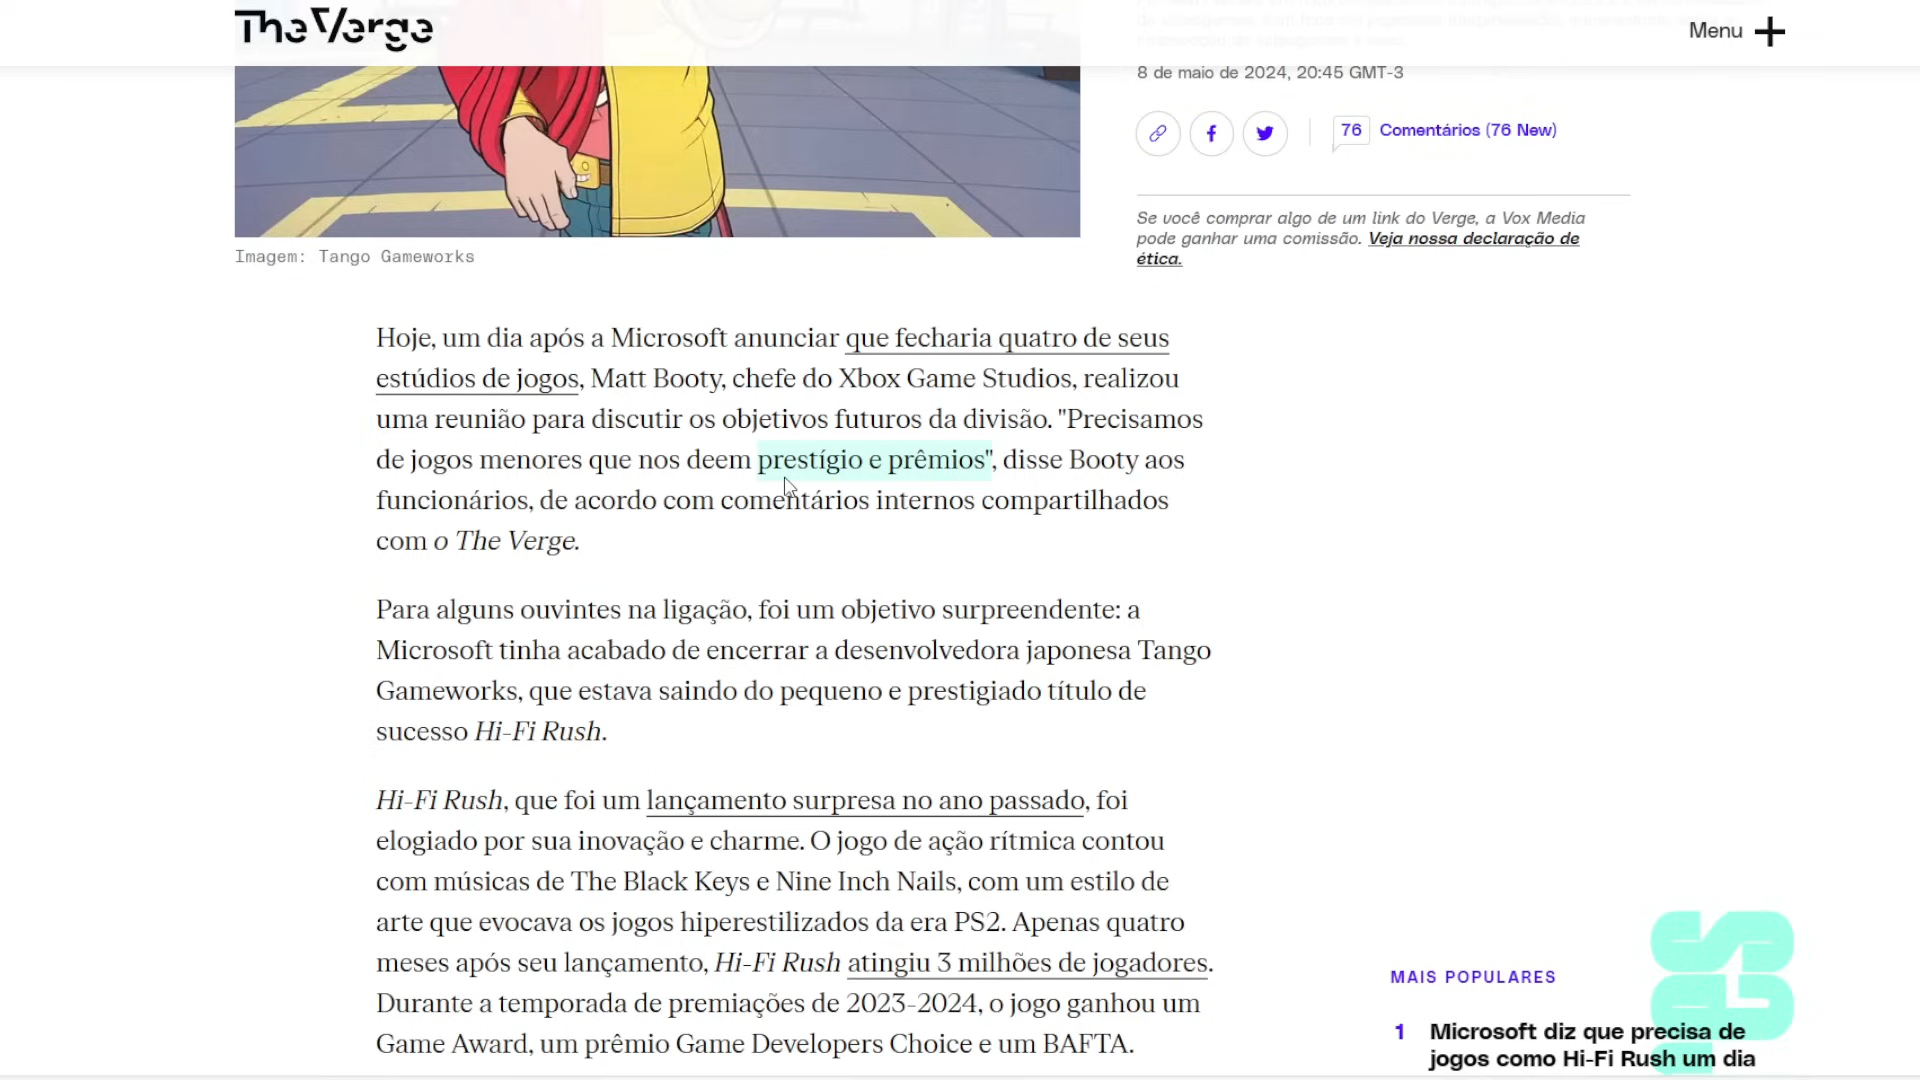 The Verge
Menu
8 de maio de 2024, 20:45 GMT-3
76 Comentários (76 New)
Se você comprar algo de um link do Verge, a Vox Media
pode ganhar uma comissão. Veja nossa declaração de
ética.
Imagem: Tango Gameworks
Hoje, um dia após a Microsoft anunciar que fecharia quatro de seus
estúdios de jogos, Matt Booty, chefe do Xbox Game Studios, realizou
uma reunião para discutir os objetivos futuros da divisão. "Precisamos
de jogos menores que nos deem prestígio e prêmios", disse Booty aos
funcionários, de acordo com comentários internos compartilhados
com o The Verge.
Para alguns ouvintes na ligação, foi um objetivo surpreendente: a
Microsoft tinha acabado de encerrar a desenvolvedora japonesa Tango
Gameworks, que estava saindo do pequeno e prestigiado título de
sucesso Hi-Fi Rush.
Hi-Fi Rush, que foi um lançamento surpresa no ano passado, foi
elogiado por sua inovação e charme. O jogo de ação rítmica contou
com músicas de The Black Keys e Nine Inch Nails, com um estilo de
arte que evocava os jogos hiperestilizados da era PS2. Apenas quatro
meses após seu lançamento, Hi-Fi Rush atingiu 3 milhões de jogadores.
Durante a temporada de premiações de 2023-2024, o jogo ganhou um
Game Award, um prêmio Game Developers Choice e um BAFTA.
MAIS POPULARES
1 Microsoft diz que precisa de
jogos como Hi-Fi Rush um dia